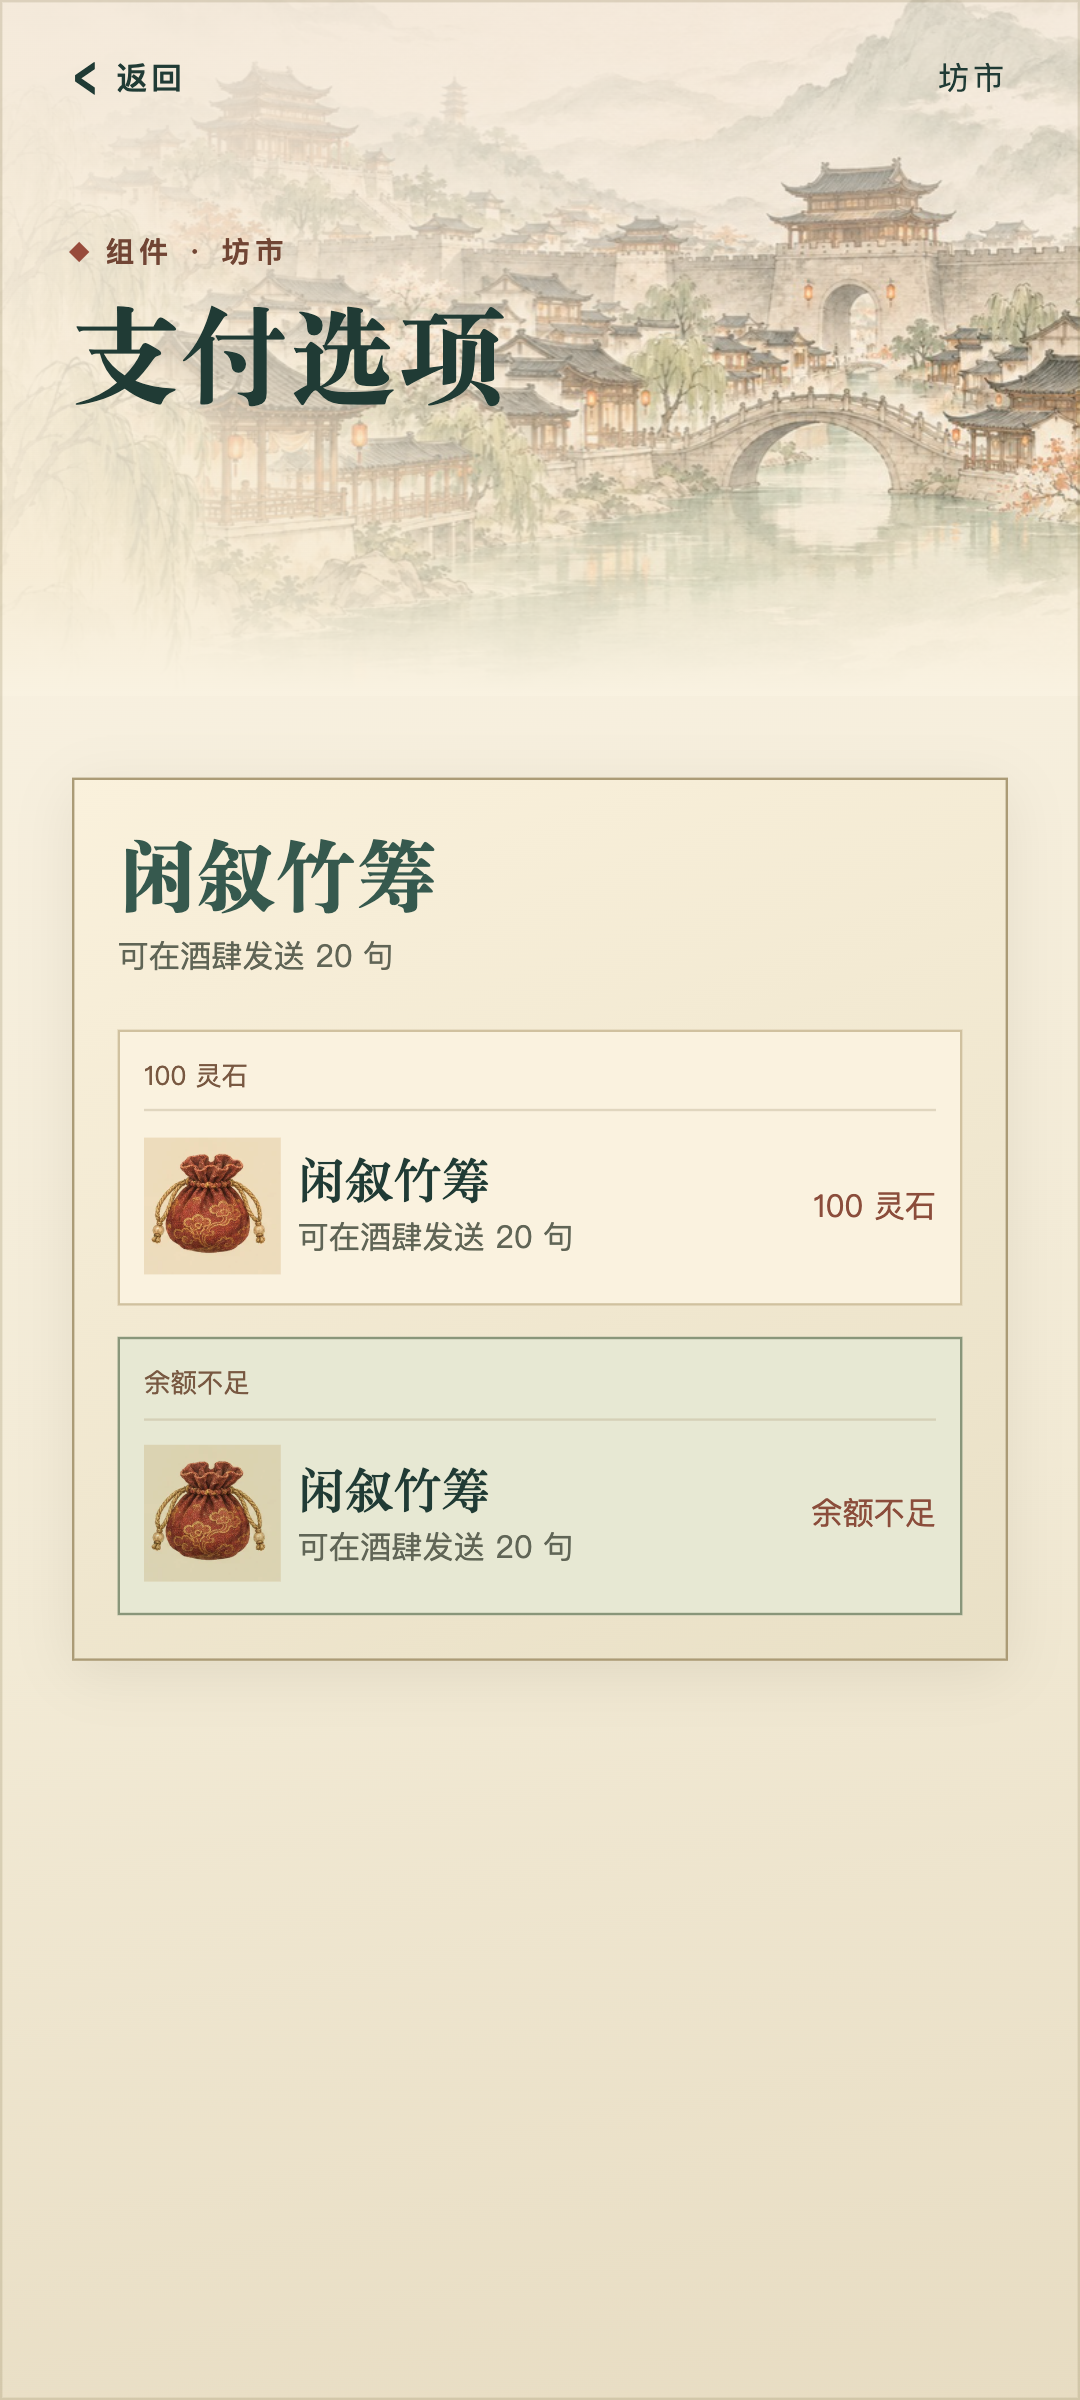 返回
坊市
组件 · 坊市
支付选项
闲叙竹筹
可在酒肆发送 20 句
100 灵石
闲叙竹筹
可在酒肆发送 20 句
100 灵石
余额不足
闲叙竹筹
可在酒肆发送 20 句
余额不足